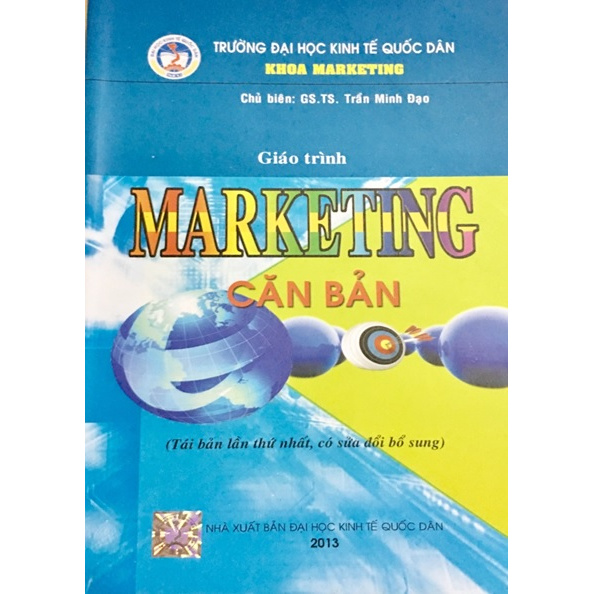 TRƯỜNG ĐẠI HỌC KINH TẾ QUỐC DÂN
KHOA MARKETING
Chủ biên: GS.TS. Trần Minh Đạo
Giáo trình
MARKETING
CĂN BẢN
(Tái bản lần thứ nhất, có sửa đổi bổ sung)
NHÀ XUẤT BẢN ĐẠI HỌC KINH TẾ QUỐC DÂN
2013